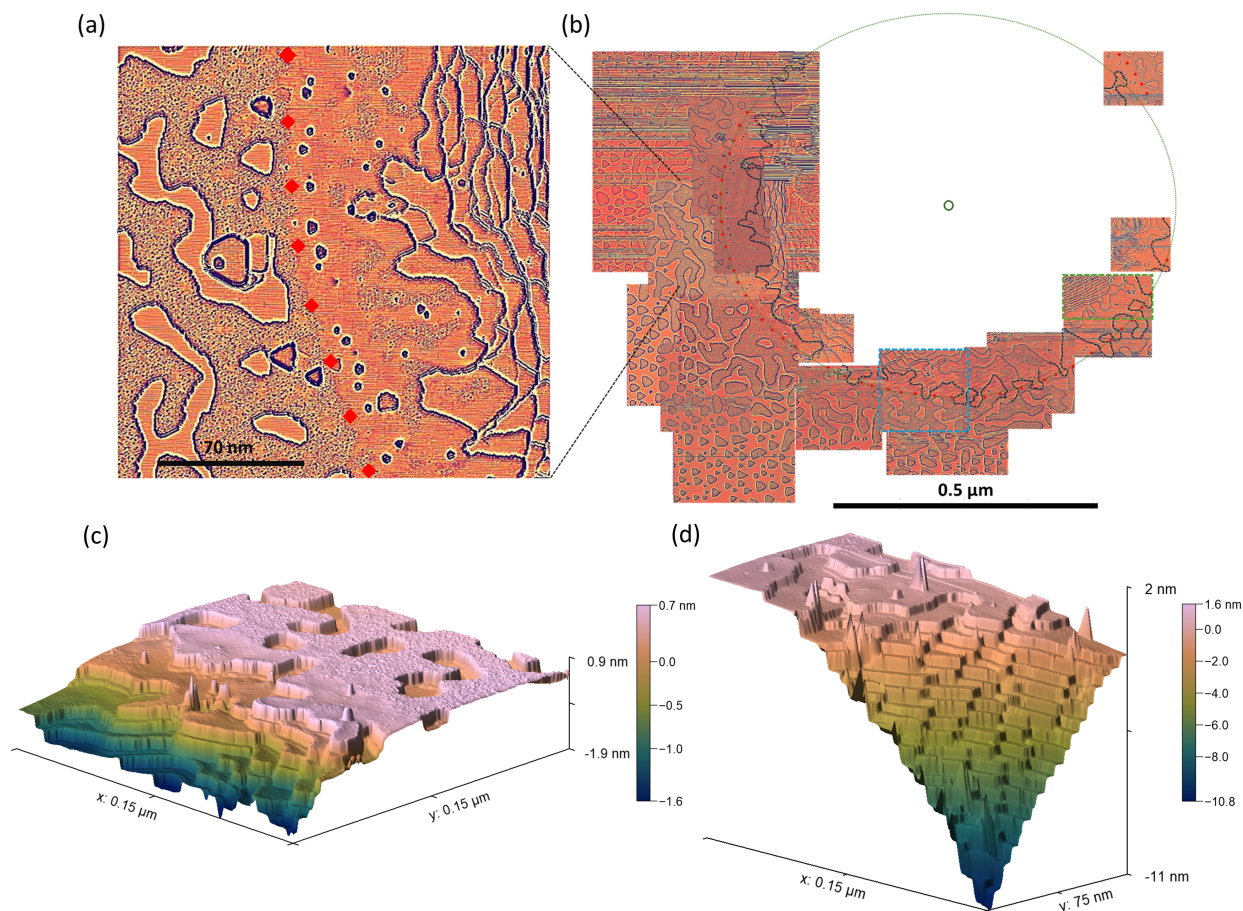 (a)
(b)
70 nm
0.5 µm
(c)
(d)
0.7 nm
0.0
−0.5
−1.0
−1.6
0.9 nm
-1.9 nm
x: 0.15 µm
y: 0.15 µm
2 nm
-11 nm
1.6 nm
0.0
−2.0
−4.0
−6.0
−8.0
−10.8
x: 0.15 µm
y: 75 nm